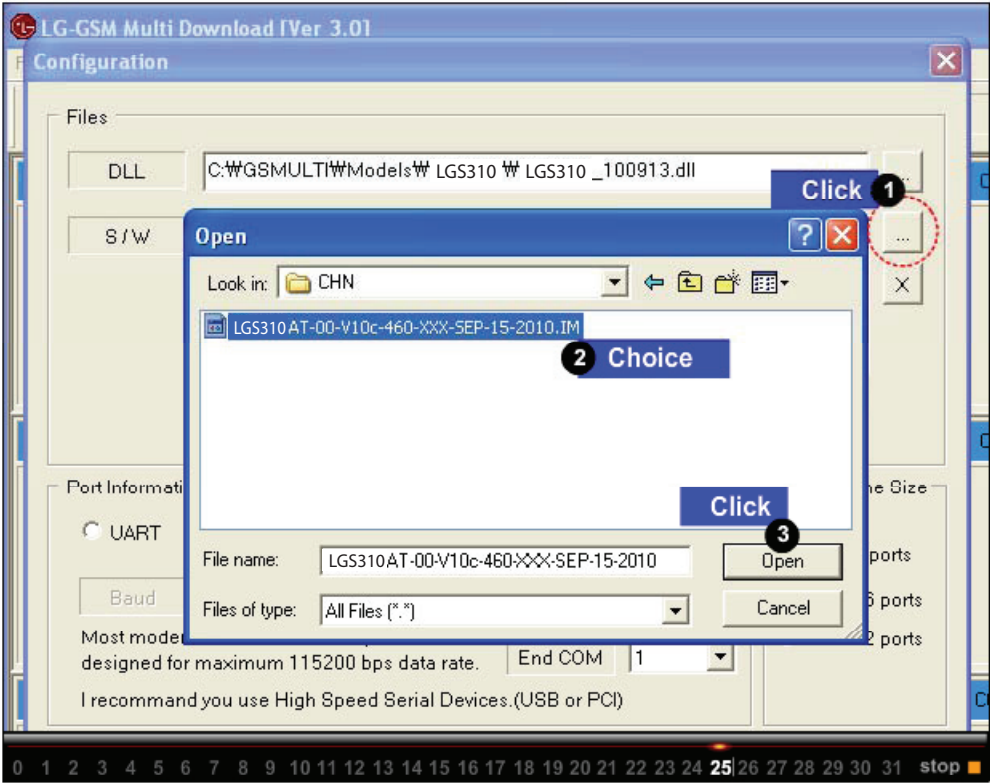 LG-GSM Multi Download [Ver 3.0]
Configuration
Files
DLL
C:₩GSMULTI₩Models₩ LGS310 ₩ LGS310 _100913.dll
...
Click 1
S/W
...
Open
Look in: CHN
X
LGS310AT-00-V10c-460-XXX-SEP-15-2010.IM
2 Choice
Port Informati
ne Size
Click
3
UART
File name: LGS310AT-00-V10c-460-XXX-SEP-15-2010
Open
ports
Baud
Files of type: All Files (*.*)
Cancel
6 ports
Most moder
2 ports
designed for maximum 115200 bps data rate.
End COM 1
I recommand you use High Speed Serial Devices.(USB or PCI)
0 1 2 3 4 5 6 7 8 9 10 11 12 13 14 15 16 17 18 19 20 21 22 23 24 25 26 27 28 29 30 31 stop